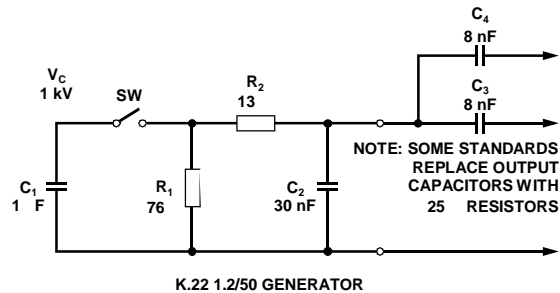 C4
8 nF
VC
1 kV
SW
R2
13
C3
8 nF
NOTE: SOME STANDARDS
REPLACE OUTPUT
CAPACITORS WITH
25 RESISTORS
C1
1 F
R1
76
C2
30 nF
K.22 1.2/50 GENERATOR